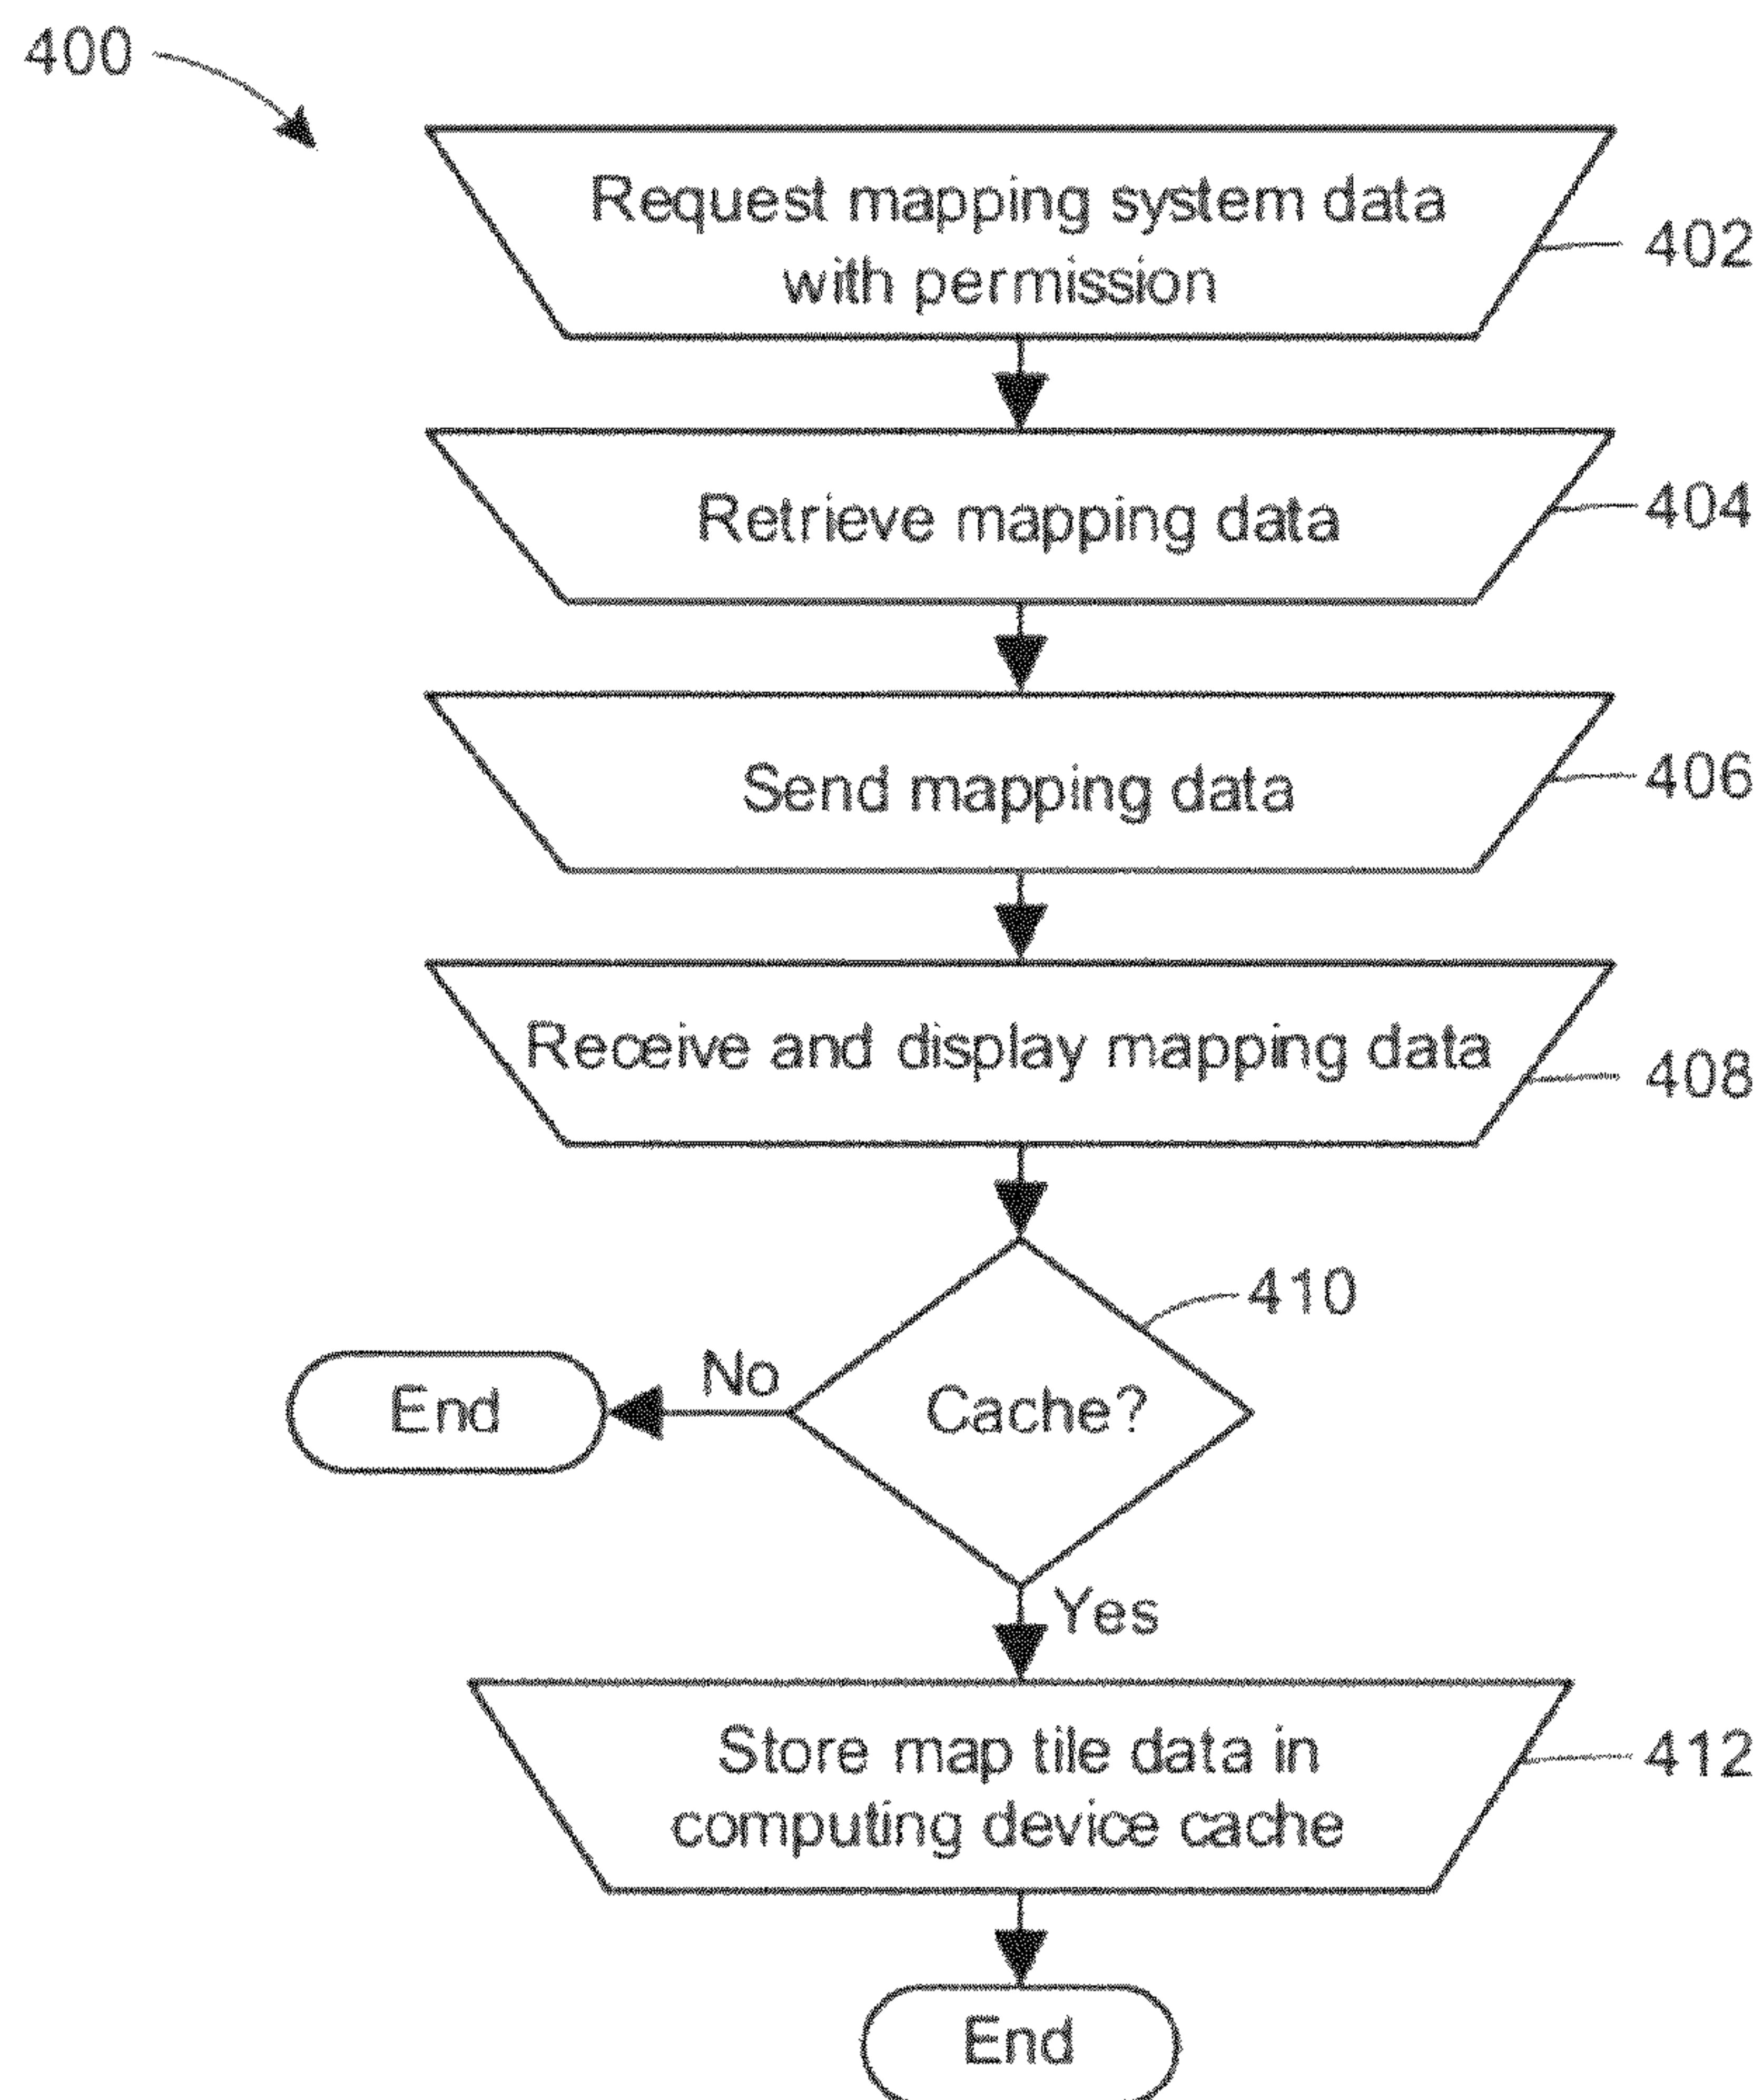 400
Request mapping system data
with permission
402
Retrieve mapping data
404
Send mapping data
406
Receive and display mapping data
408
410
Cache?
No
End
Yes
Store map tile data in
computing device cache
412
End